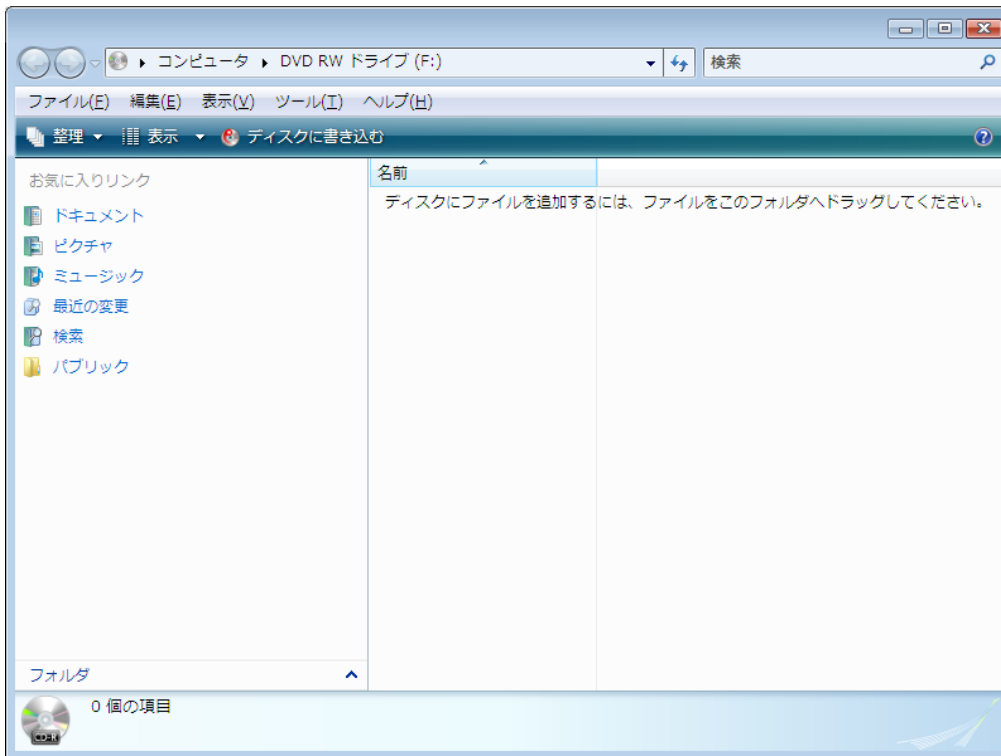 コンピュータ ▸ DVD RW ドライブ (F:)
検索
ファイル(F) 編集(E) 表示(V) ツール(T) ヘルプ(H)
整理 表示 ディスクに書き込む
お気に入りリンク
名前
ディスクにファイルを追加するには、ファイルをこのフォルダへドラッグしてください。
ドキュメント
ピクチャ
ミュージック
最近の変更
検索
パブリック
フォルダ
0 個の項目
CD-R